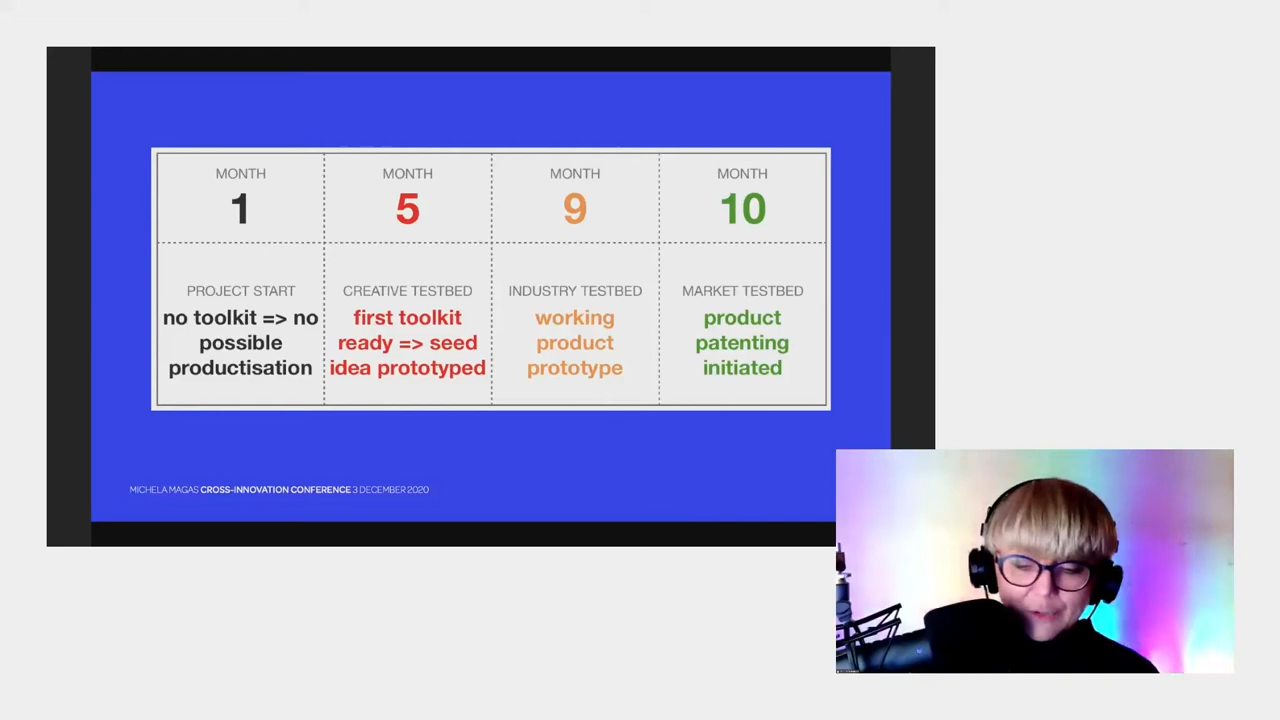 MONTH
1
MONTH
5
MONTH
9
MONTH
10
PROJECT START
no toolkit => no
possible
productisation
CREATIVE TESTBED
first toolkit
ready => seed
idea prototyped
INDUSTRY TESTBED
working
product
prototype
MARKET TESTBED
product
patenting
initiated
MICHELA MAGAS CROSS-INNOVATION CONFERENCE 3 DECEMBER 2020